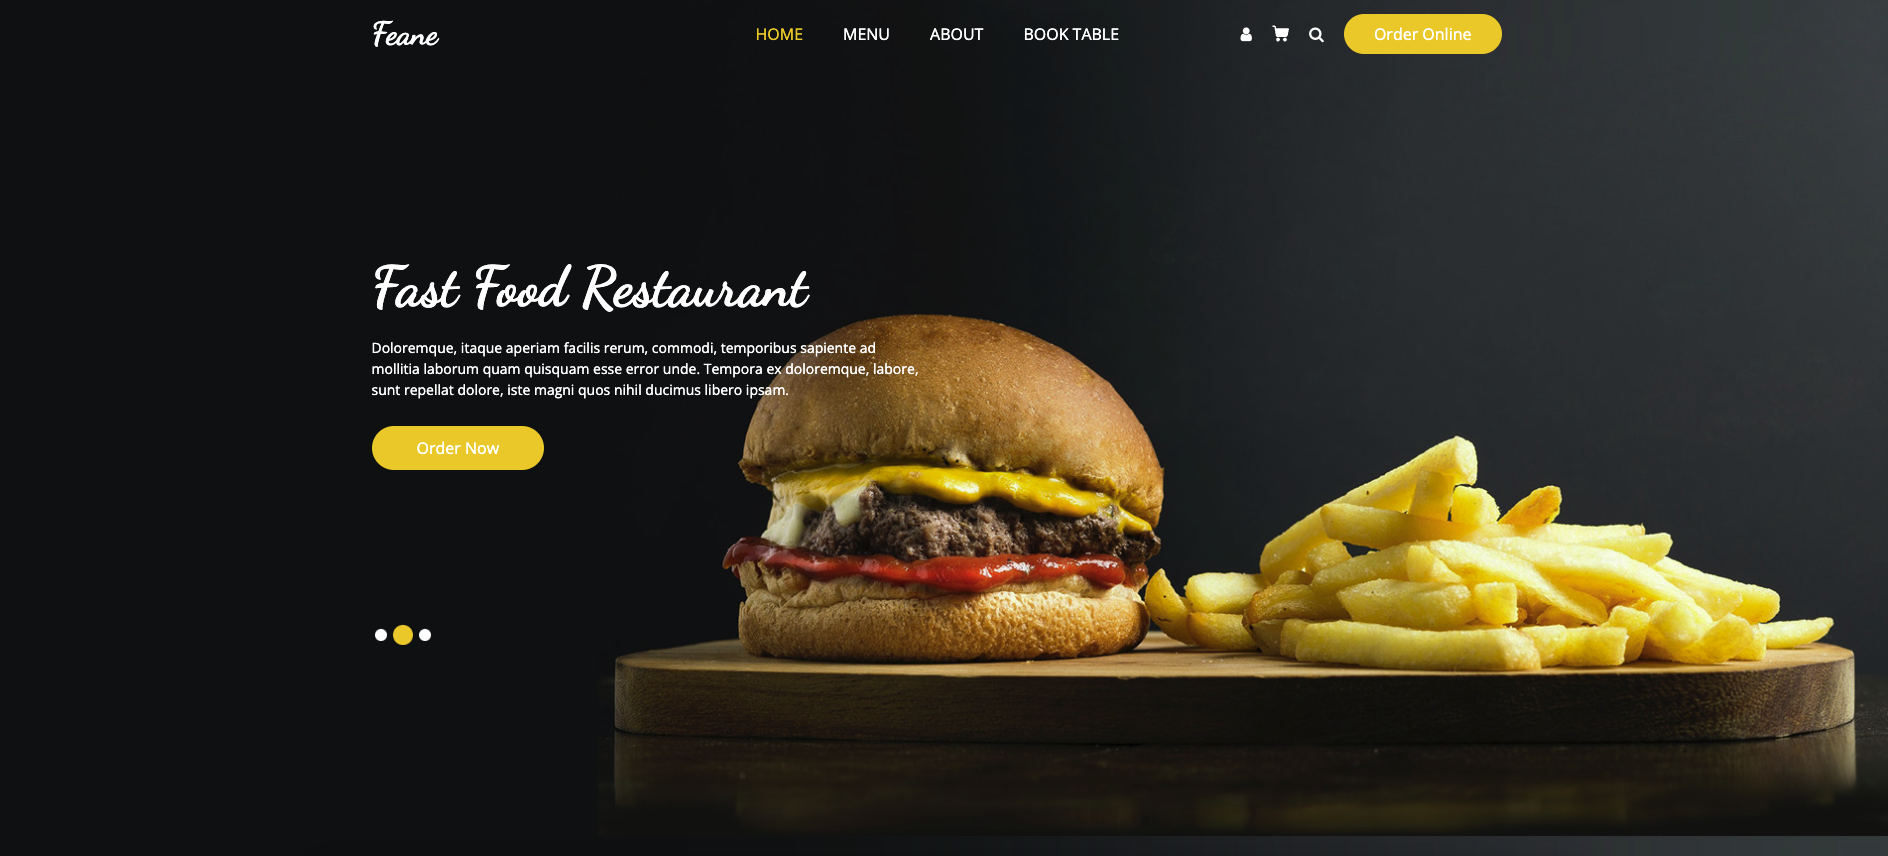 Feane
HOME MENU ABOUT BOOK TABLE Order Online
Fast Food Restaurant
Doloremque, itaque aperiam facilis rerum, commodi, temporibus sapiente ad
mollitia laborum quam quisquam esse error unde. Tempora ex doloremque, labore,
sunt repellat dolore, iste magni quos nihil ducimus libero ipsam.
Order Now